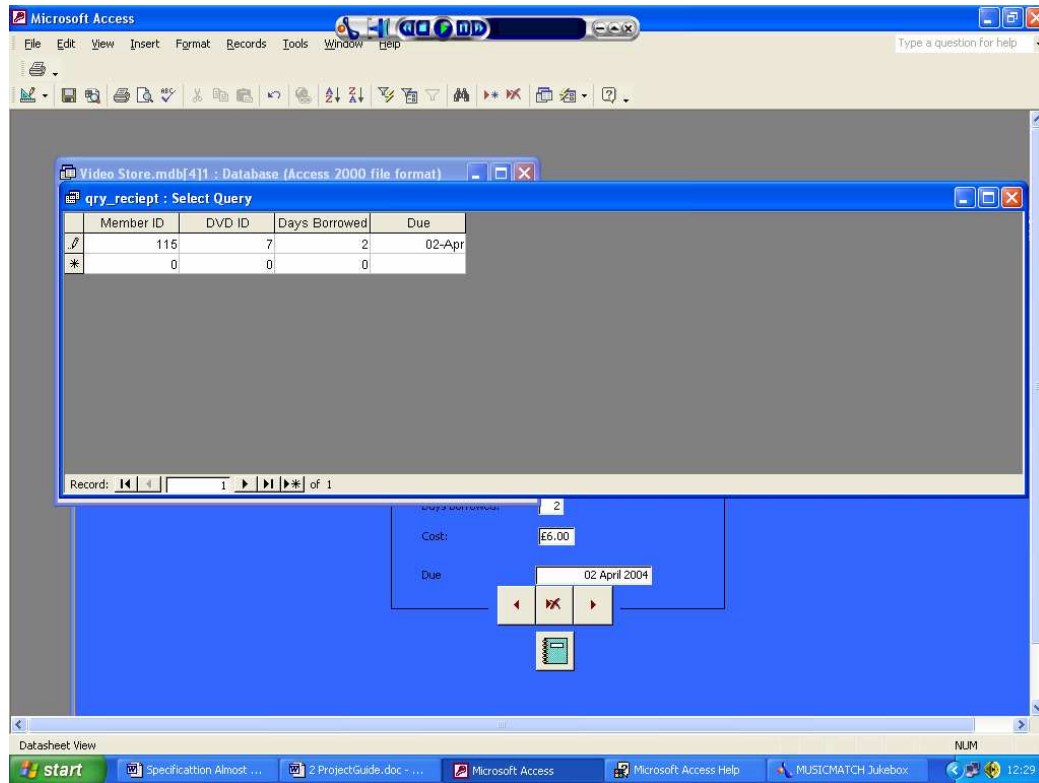 Microsoft Access
File Edit View Insert Format Records Tools Window Help Type a question for help
Video Store.mdb[4]1 : Database (Access 2000 file format)
qry_reciept : Select Query
Member ID DVD ID Days Borrowed Due
115 7 2 02-Apr
0 0 0
Record: 1 of 1
Days Borrowed: 2
Cost: £6.00
Due 02 April 2004
Datasheet View NUM
start Specificattion Almost ... 2 ProjectGuide.doc - ... Microsoft Access Microsoft Access Help MUSICMATCH Jukebox 12:29